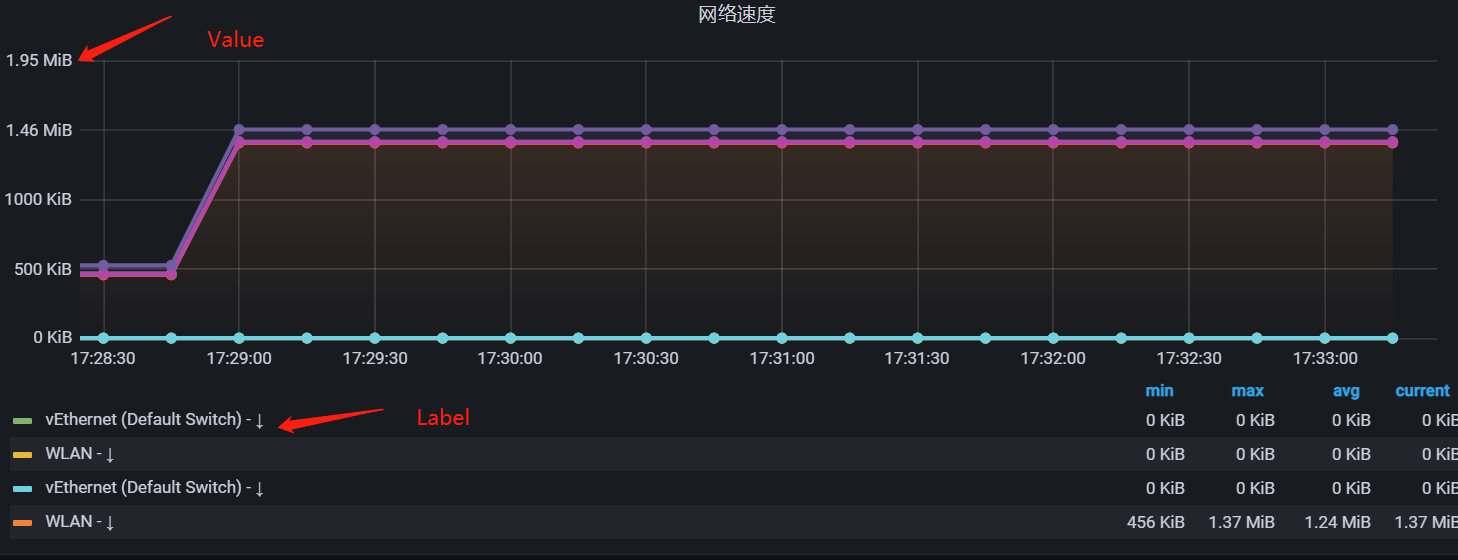 网络速度
Value
1.95 MiB
1.46 MiB
1000 KiB
500 KiB
0 KiB
17:28:30 17:29:00 17:29:30 17:30:00 17:30:30 17:31:00 17:31:30 17:32:00 17:32:30 17:33:00
min max avg current
vEthernet (Default Switch) - ↓ 0 KiB 0 KiB 0 KiB 0 KiB
Label
WLAN - ↓ 0 KiB 0 KiB 0 KiB 0 KiB
vEthernet (Default Switch) - ↓ 0 KiB 0 KiB 0 KiB 0 KiB
WLAN - ↓ 456 KiB 1.37 MiB 1.24 MiB 1.37 MiB